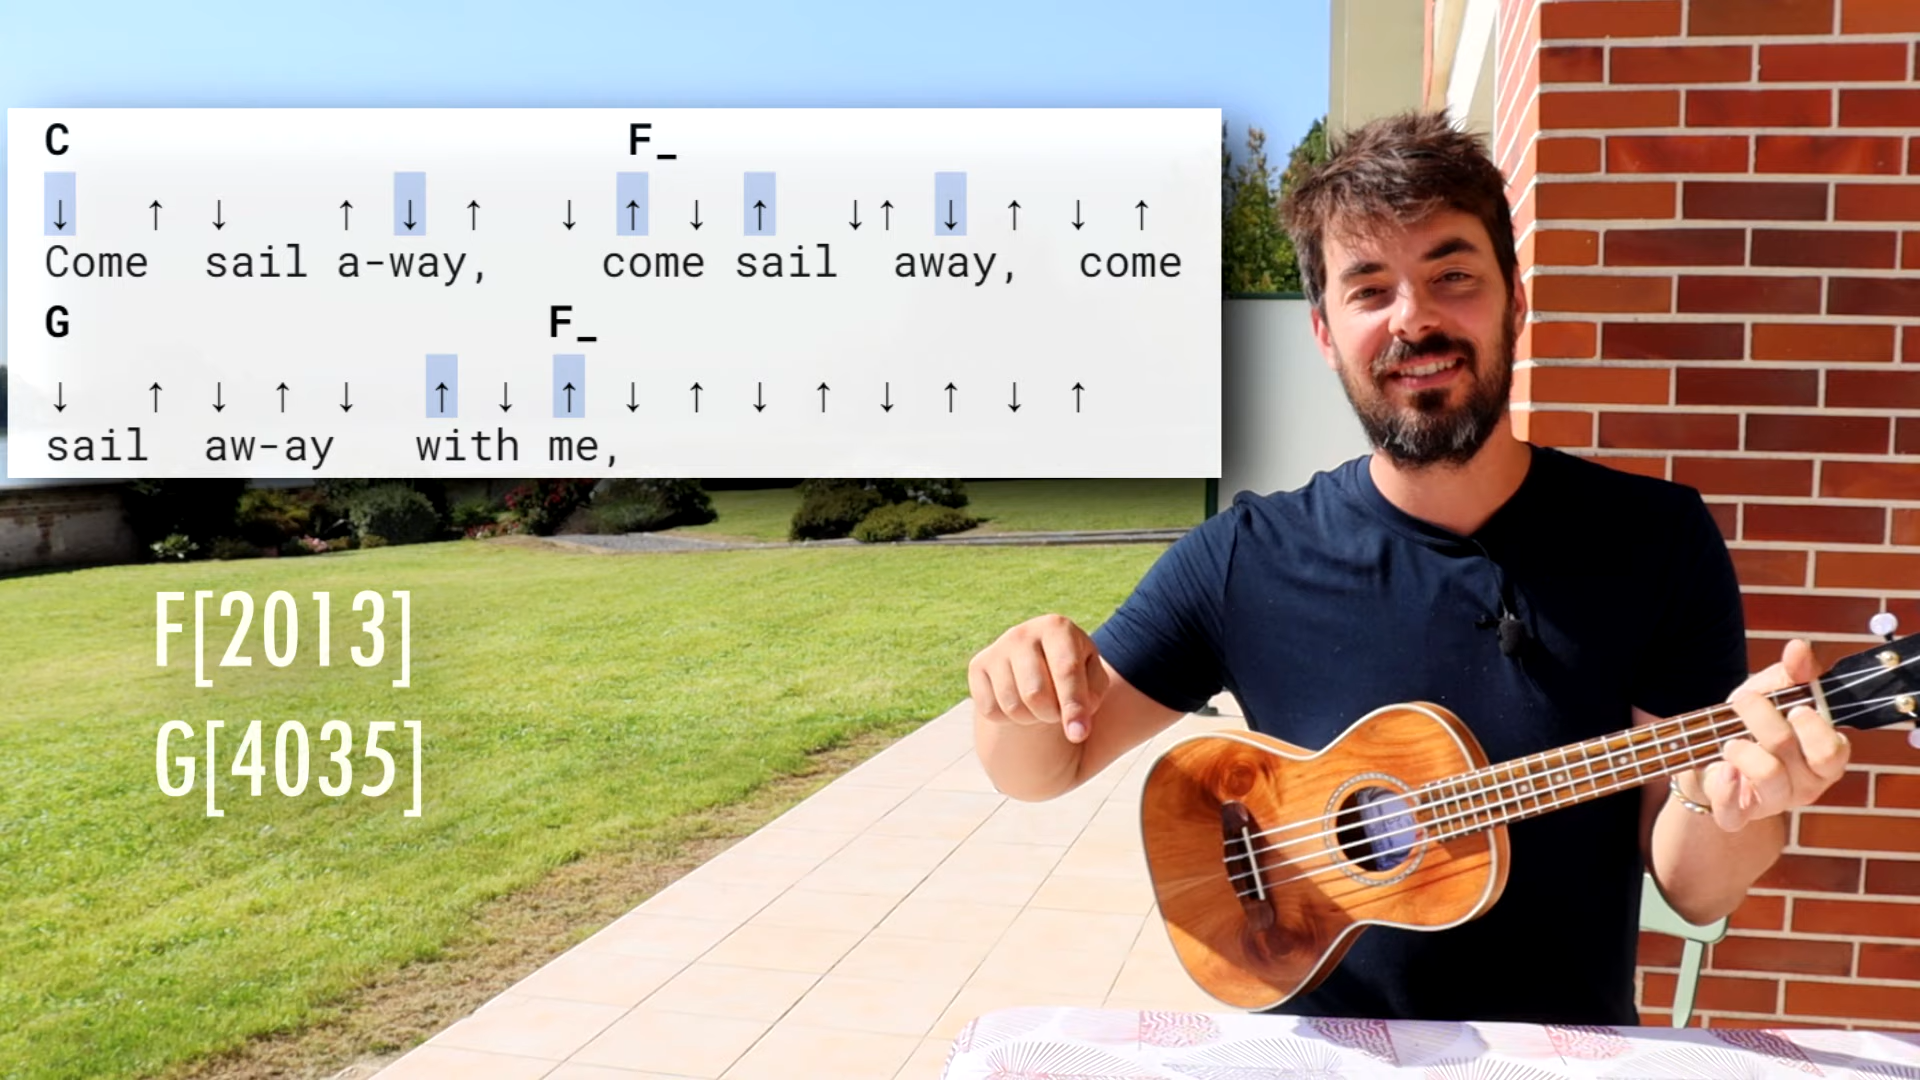 C F_
↓ ↑ ↓ ↑ ↓ ↑ ↓ ↑ ↓ ↑ ↓ ↑ ↓ ↑ ↓ ↑
Come sail a-way, come sail away, come
G F_
↓ ↑ ↓ ↑ ↓ ↑ ↓ ↑ ↓ ↑ ↓ ↑ ↓ ↑ ↓ ↑
sail aw-ay with me,
F[2013]
G[4035]